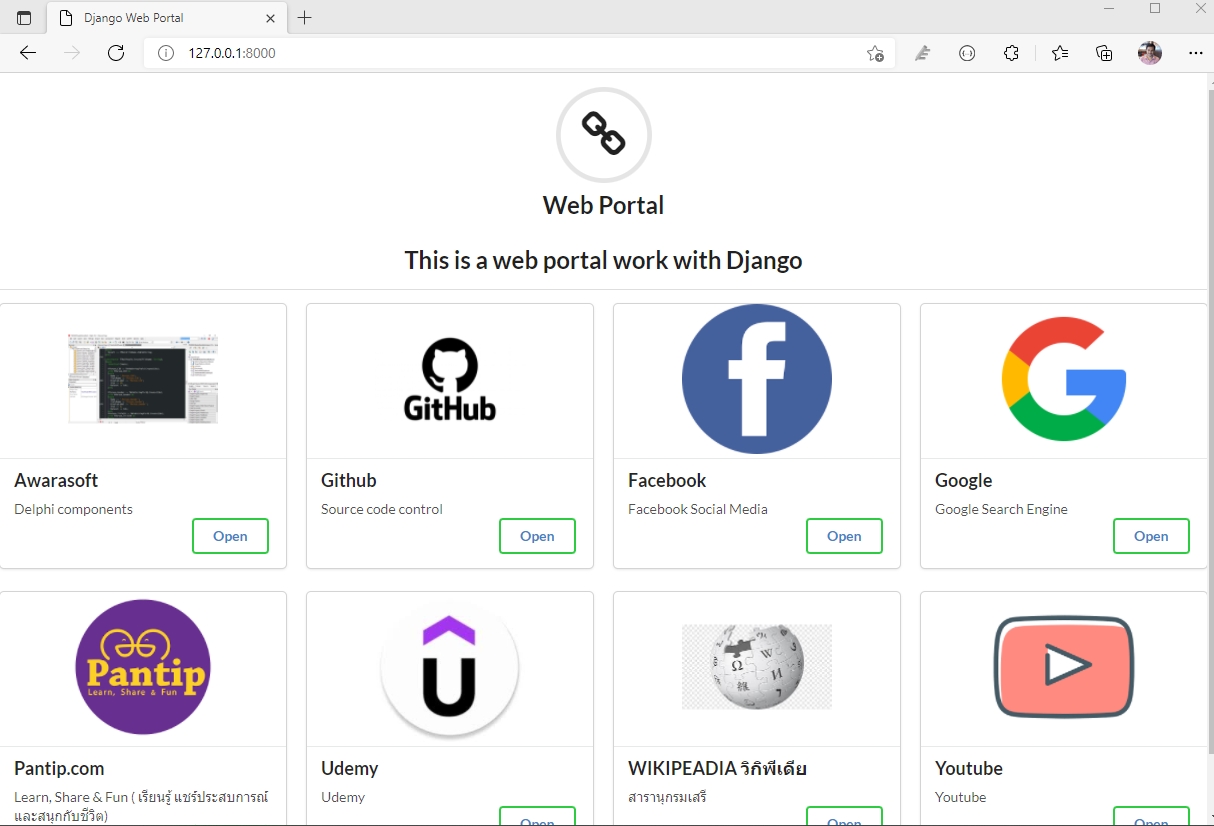 Django Web Portal
127.0.0.1:8000
Web Portal
This is a web portal work with Django
GitHub
Awarasoft
Delphi components
Open
Github
Source code control
Open
Facebook
Facebook Social Media
Open
Google
Google Search Engine
Open
Pantip
Learn, Share & Fun
Ω W И 維
Pantip.com
Learn, Share & Fun ( เรียนรู้ แชร์ประสบการณ์
และสนุกกับชีวิต)
Udemy
Udemy
Open
WIKIPEADIA วิกิพีเดีย
สารานุกรมเสรี
Open
Youtube
Youtube
Open